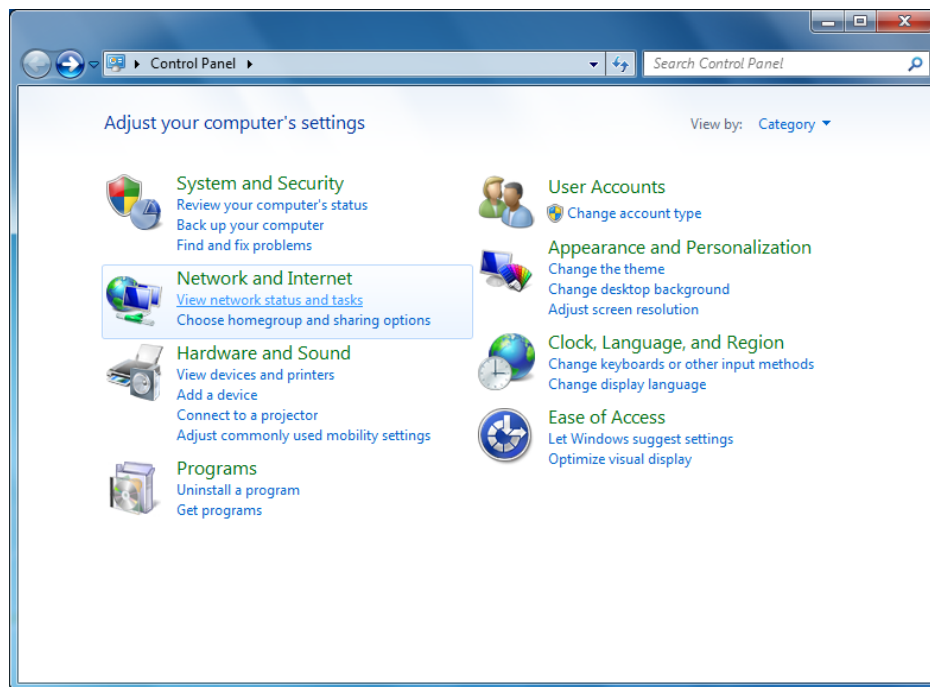 Control Panel
Search Control Panel
Adjust your computer's settings
View by: Category
System and Security
Review your computer's status
Back up your computer
Find and fix problems
Network and Internet
View network status and tasks
Choose homegroup and sharing options
Hardware and Sound
View devices and printers
Add a device
Connect to a projector
Adjust commonly used mobility settings
Programs
Uninstall a program
Get programs
User Accounts
Change account type
Appearance and Personalization
Change the theme
Change desktop background
Adjust screen resolution
Clock, Language, and Region
Change keyboards or other input methods
Change display language
Ease of Access
Let Windows suggest settings
Optimize visual display